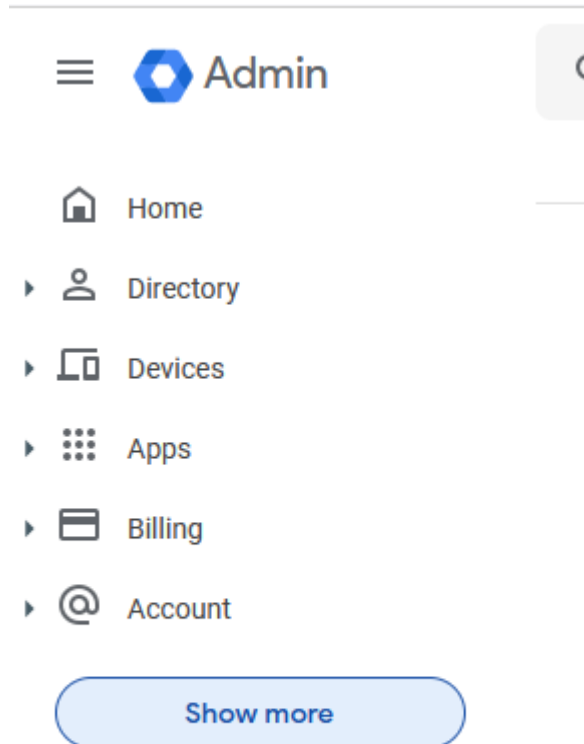 Admin
Home
Directory
Devices
Apps
Billing
Account
Show more